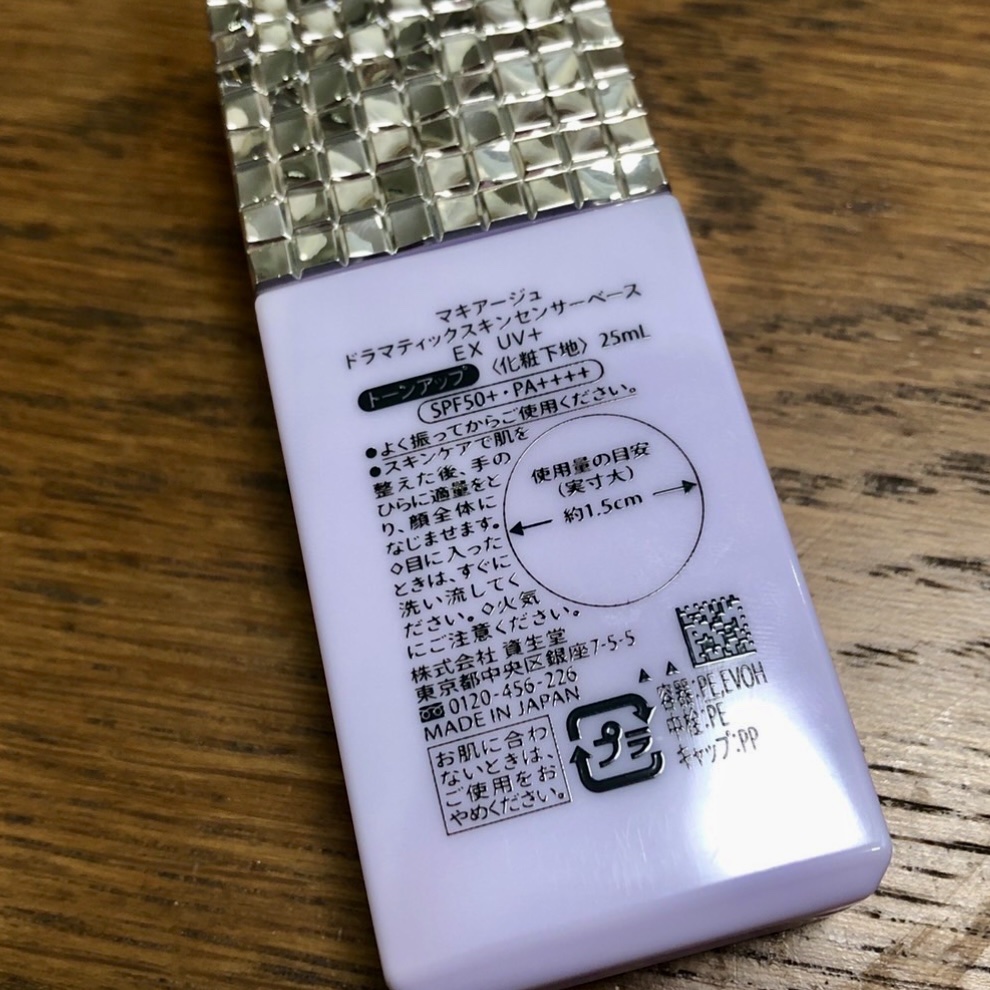 マキアージュ
ドラマティックスキンセンサーベース
EX UV+
トーンアップ 〈化粧下地〉 25mL
SPF50+・PA++++
●よく振ってからご使用ください。
●スキンケアで肌を
整えた後、手の
ひらに適量をと
り、顔全体に
なじませます。
◇目に入った
ときは、すぐに
洗い流してく
ださい。◇火気
にご注意ください。
使用量の目安
(実寸大)
約1.5cm
株式会社 資生堂
東京都中央区銀座7-5-5
0120-456-226
MADE IN JAPAN
お肌に合わ
ないときは、
ご使用をお
やめください。
プラ
容器:PE,EVOH
中栓:PE
キャップ:PP